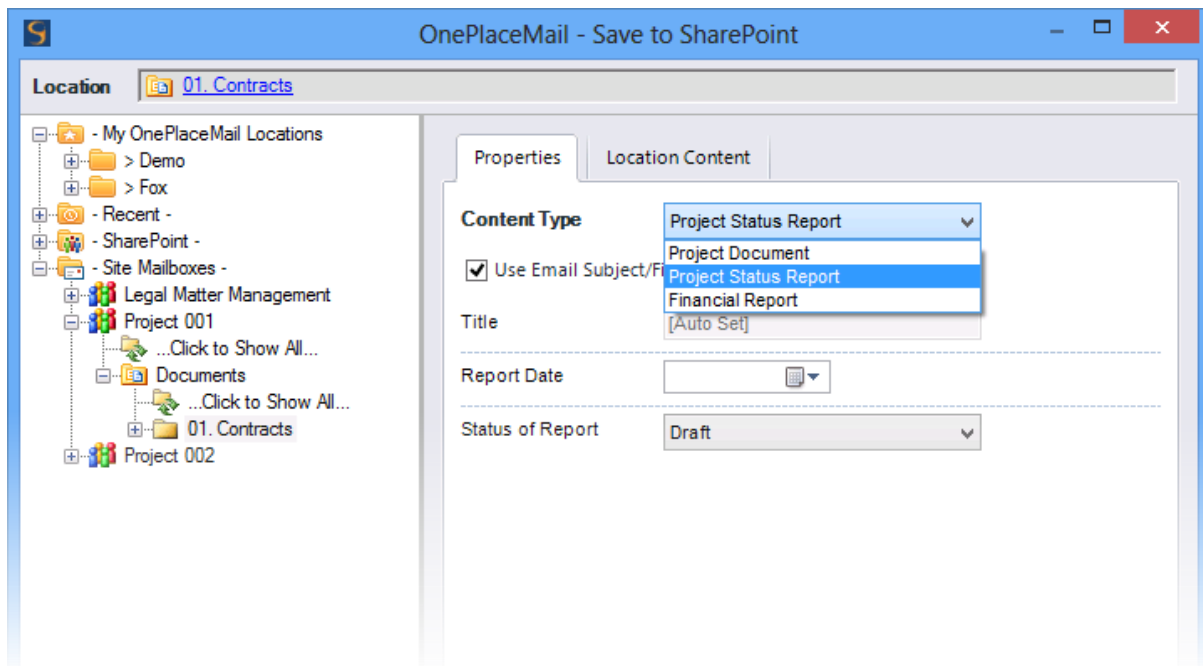 OnePlaceMail - Save to SharePoint
Location 01. Contracts
- My OnePlaceMail Locations
> Demo
> Fox
- Recent -
- SharePoint -
- Site Mailboxes -
Legal Matter Management
Project 001
...Click to Show All...
Documents
...Click to Show All...
01. Contracts
Project 002
Properties Location Content
Content Type Project Status Report
Project Document
Project Status Report
Financial Report
Use Email Subject/Fi
Title [Auto Set]
Report Date
Status of Report Draft